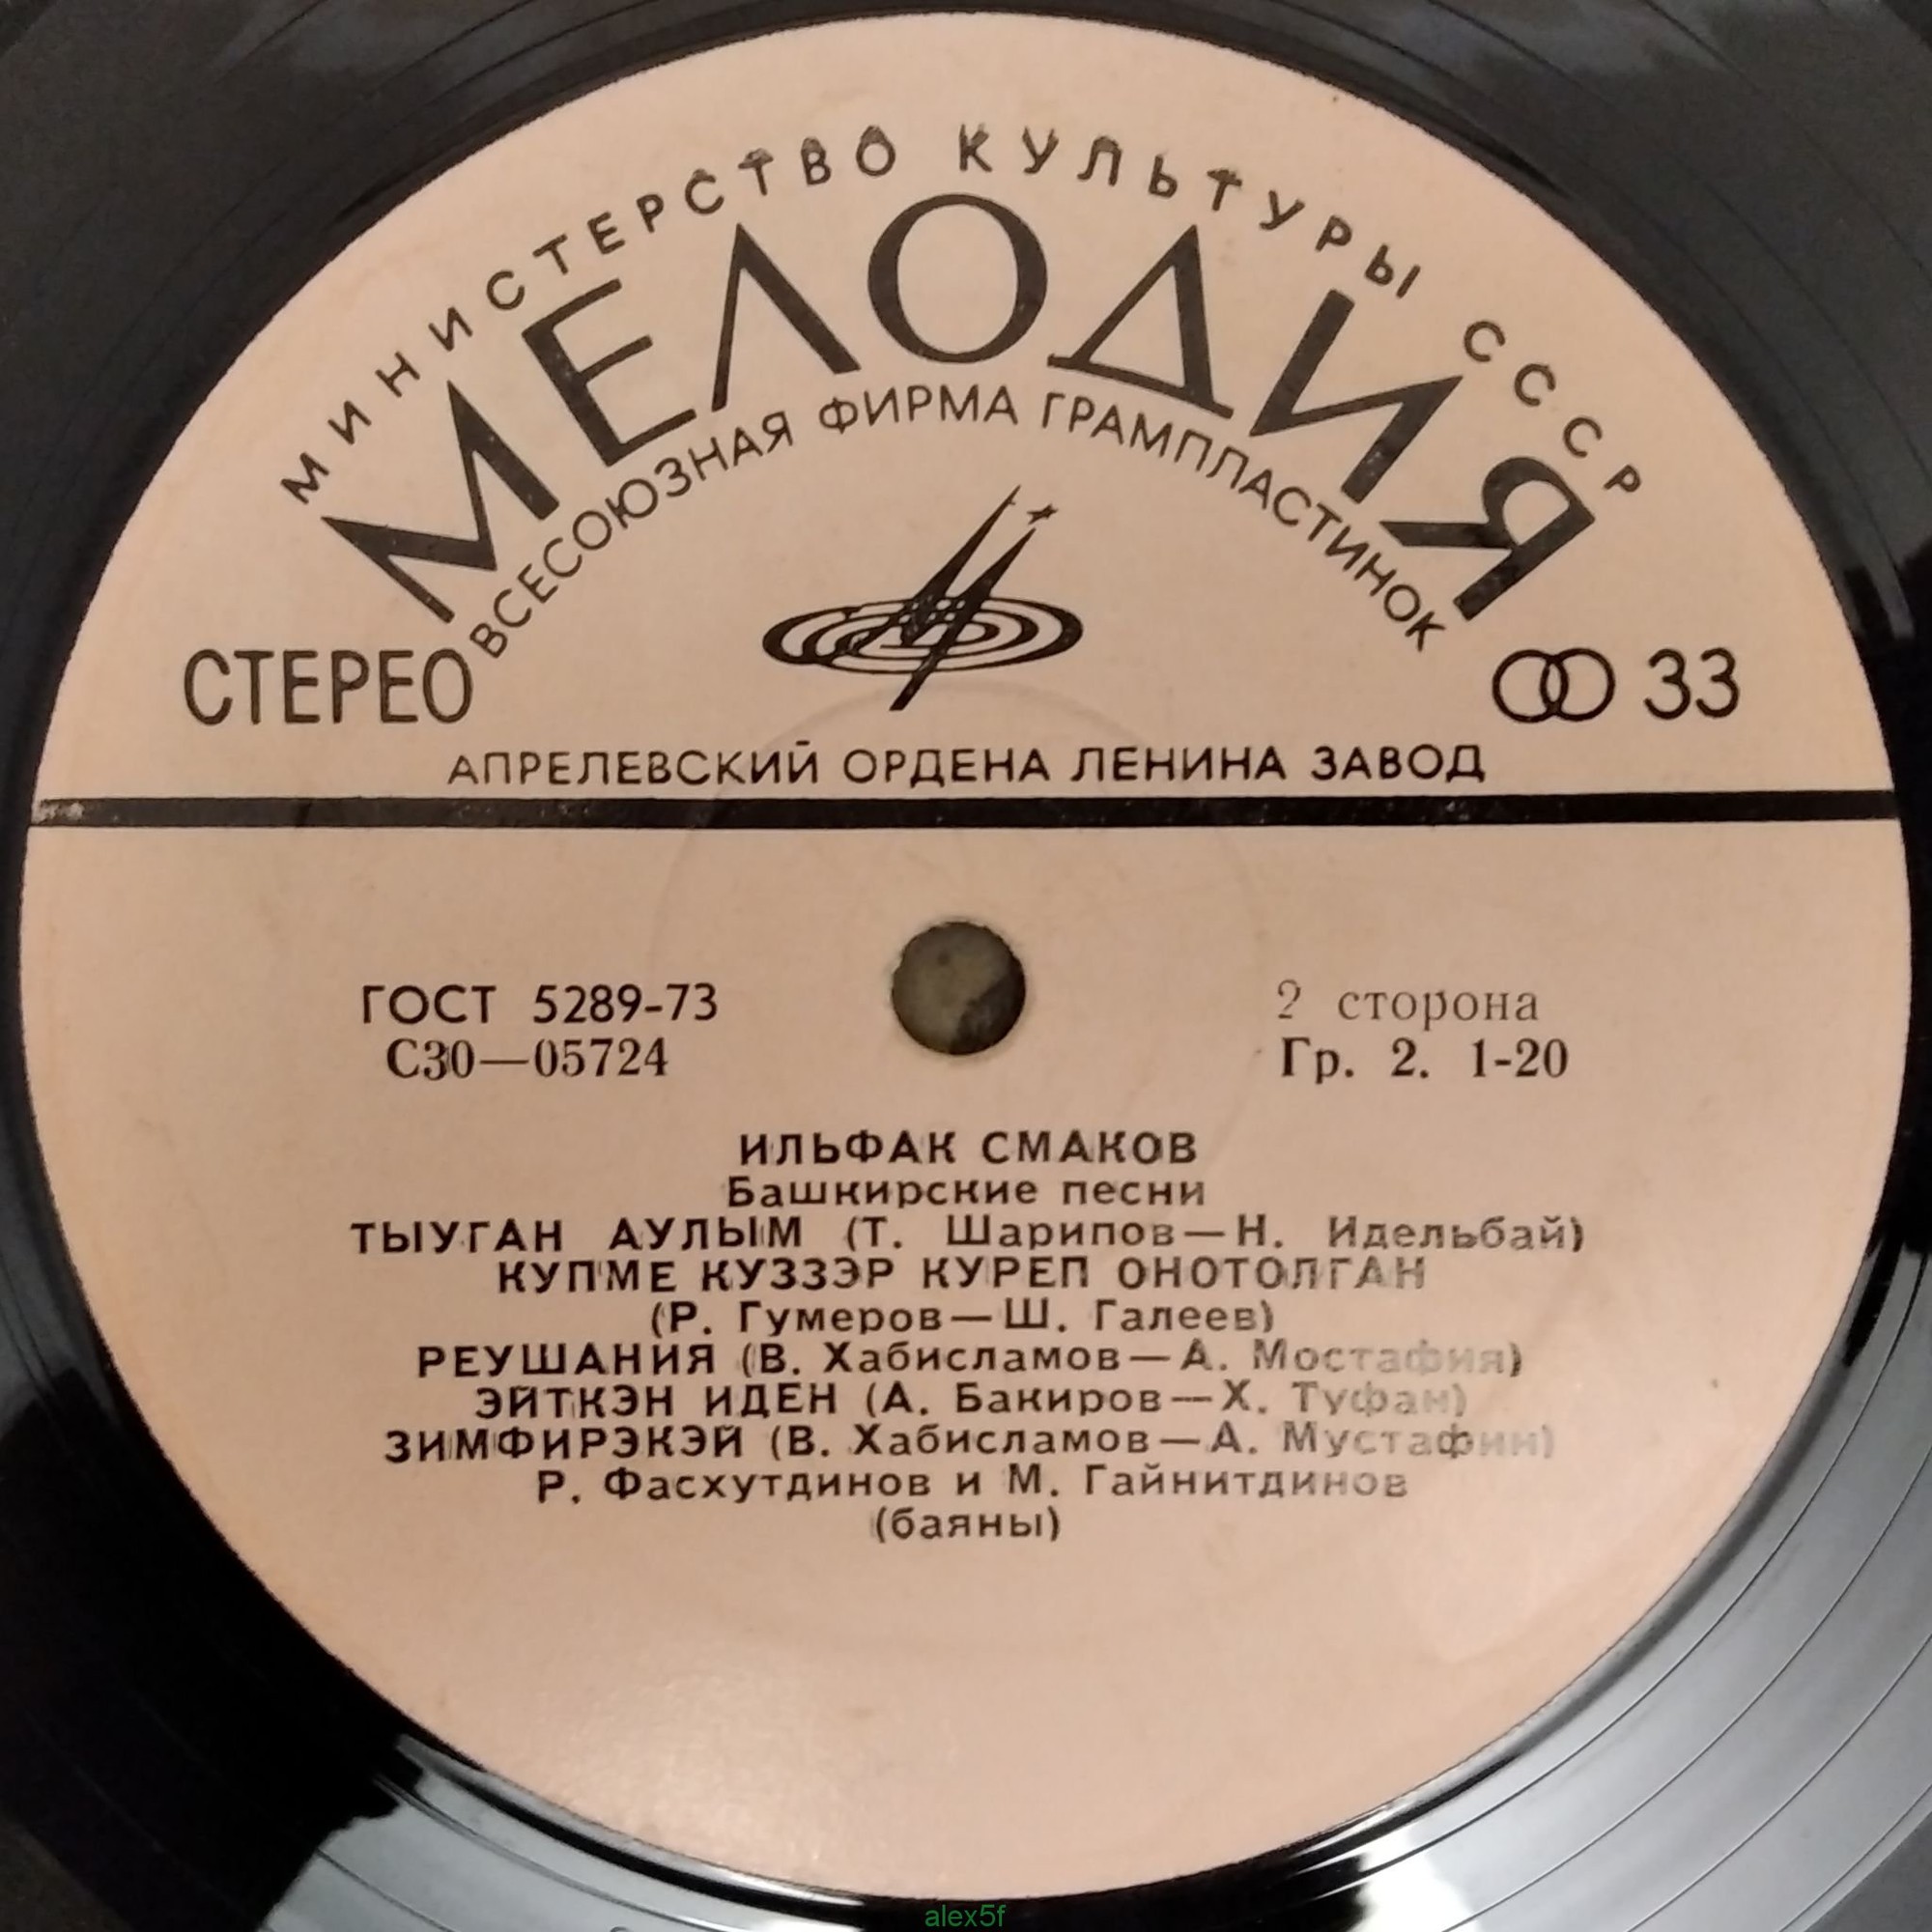 МИНИСТЕРСТВО КУЛЬТУРЫ СССР
МЕЛОДИЯ
ВСЕСОЮЗНАЯ ФИРМА ГРАМПЛАСТИНОК
СТЕРЕО
33
АПРЕЛЕВСКИЙ ОРДЕНА ЛЕНИНА ЗАВОД
ГОСТ 5289-73
2 сторона
С30—05724
Гр. 2. 1-20
ИЛЬФАК СМАКОВ
Башкирские песни
ТЫУГАН АУЛЫМ (Т. Шарипов—Н. Идельбай)
КУПМЕ КУЗЗЭР КУРЕП ОНОТОЛГАН
(Р. Гумеров—Ш. Галеев)
РЕУШАНИЯ (В. Хабисламов—А. Мостафия)
ЭЙТКЭН ИДЕН (А. Бакиров—Х. Туфан)
ЗИМФИРЭКЭЙ (В. Хабисламов—А. Мустафин)
Р. Фасхутдинов и М. Гайнитдинов
(баяны)
alex5f